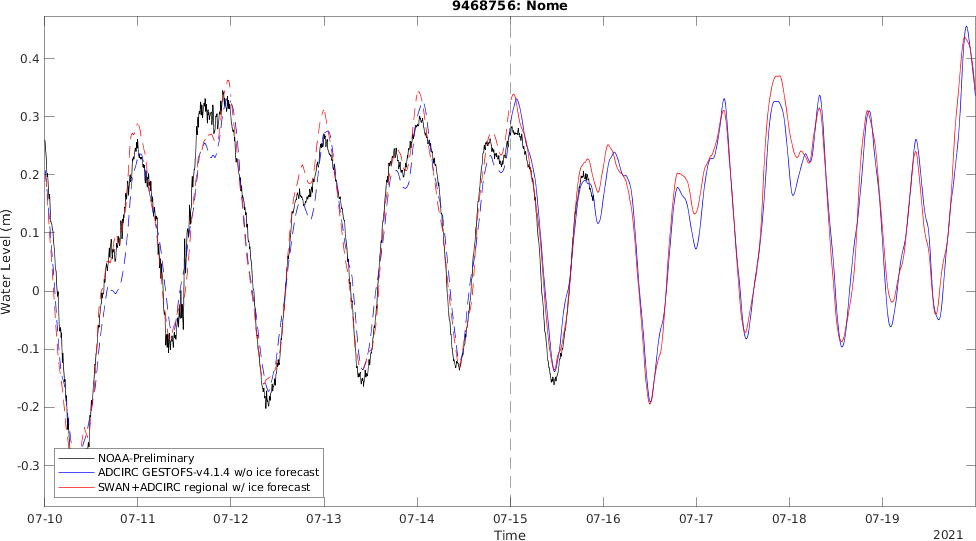 9468756: Nome
0.4
0.3
0.2
0.1
0
-0.1
-0.2
-0.3
Water Level (m)
NOAA-Preliminary
ADCIRC GESTOFS-v4.1.4 w/o ice forecast
SWAN+ADCIRC regional w/ ice forecast
07-10 07-11 07-12 07-13 07-14 07-15 07-16 07-17 07-18 07-19
Time
2021